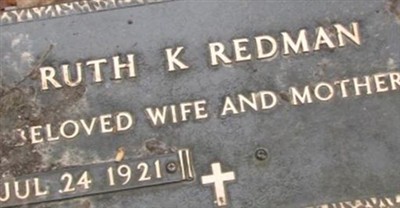 RUTH K REDMAN
BELOVED WIFE AND MOTHER
JUL 24 1921